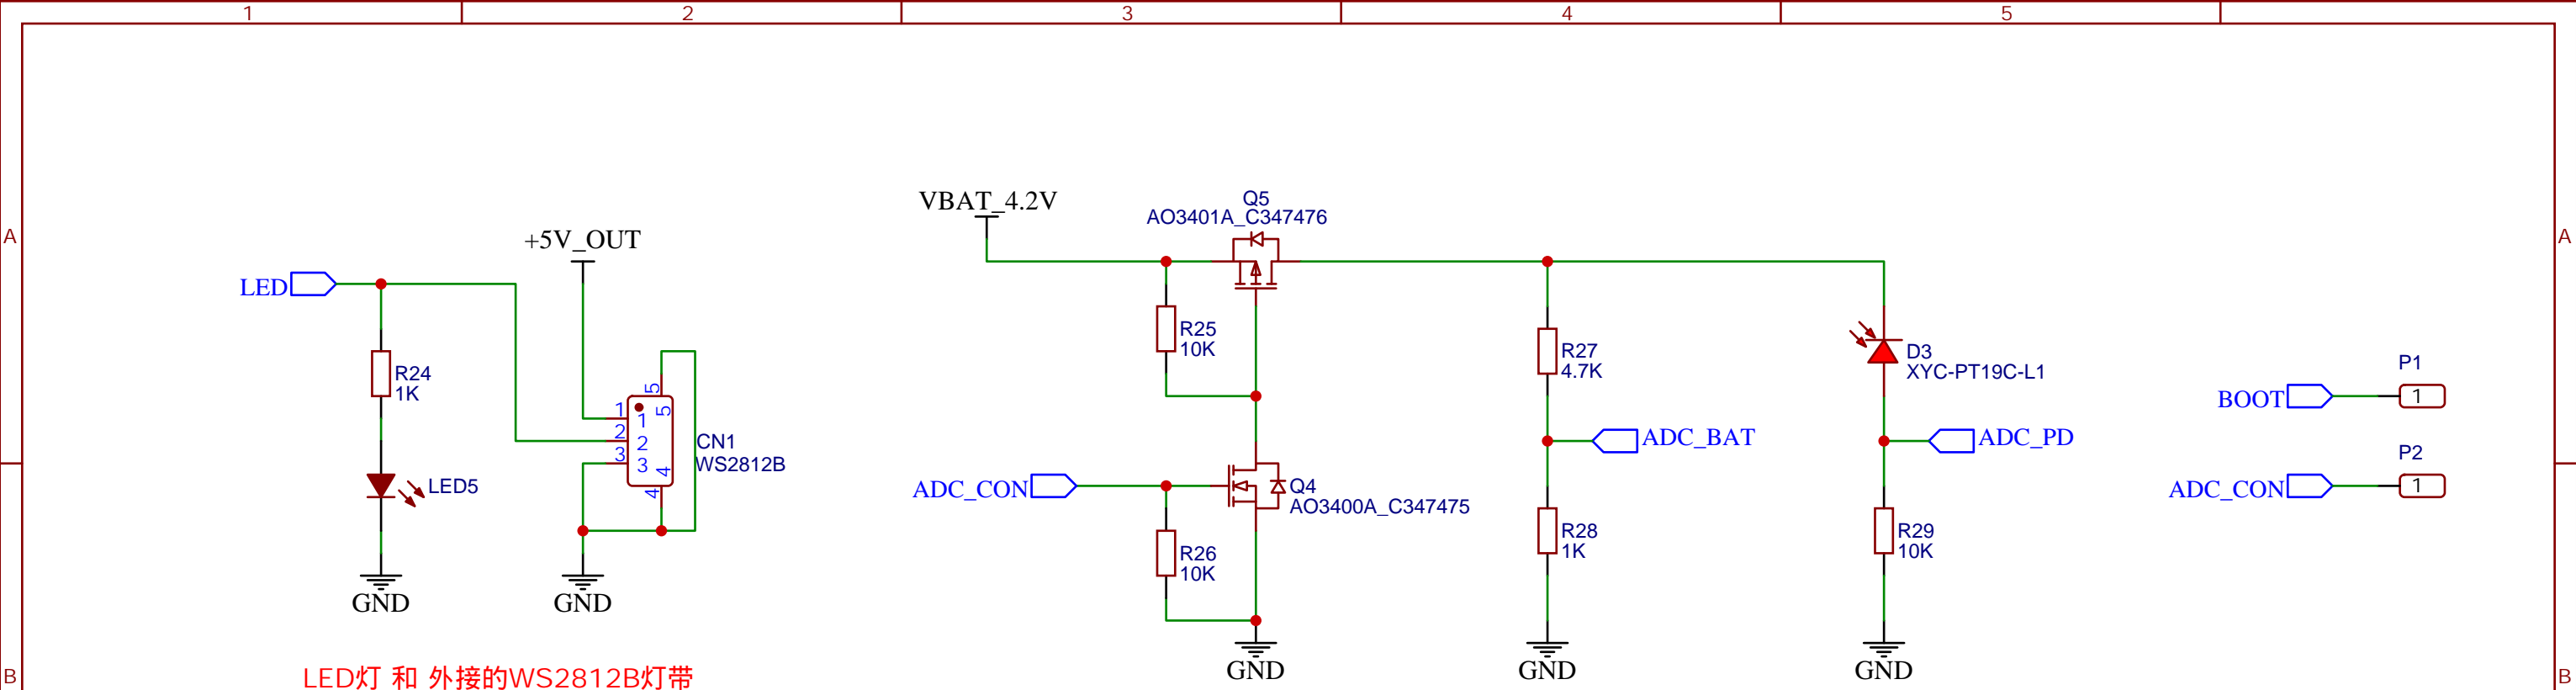 1 2 3 4 5
A A
B B
LED
R24
1K
LED5
GND
+5V_OUT
1 1
2 2
3 3
4 4
5 5
CN1
WS2812B
GND
LED灯 和 外接的WS2812B灯带
VBAT_4.2V
Q5
AO3401A_C347476
R25
10K
ADC_CON
Q4
AO3400A_C347475
R26
10K
GND
R27
4.7K
ADC_BAT
R28
1K
GND
D3
XYC-PT19C-L1
ADC_PD
R29
10K
GND
P1
BOOT 1
P2
ADC_CON 1